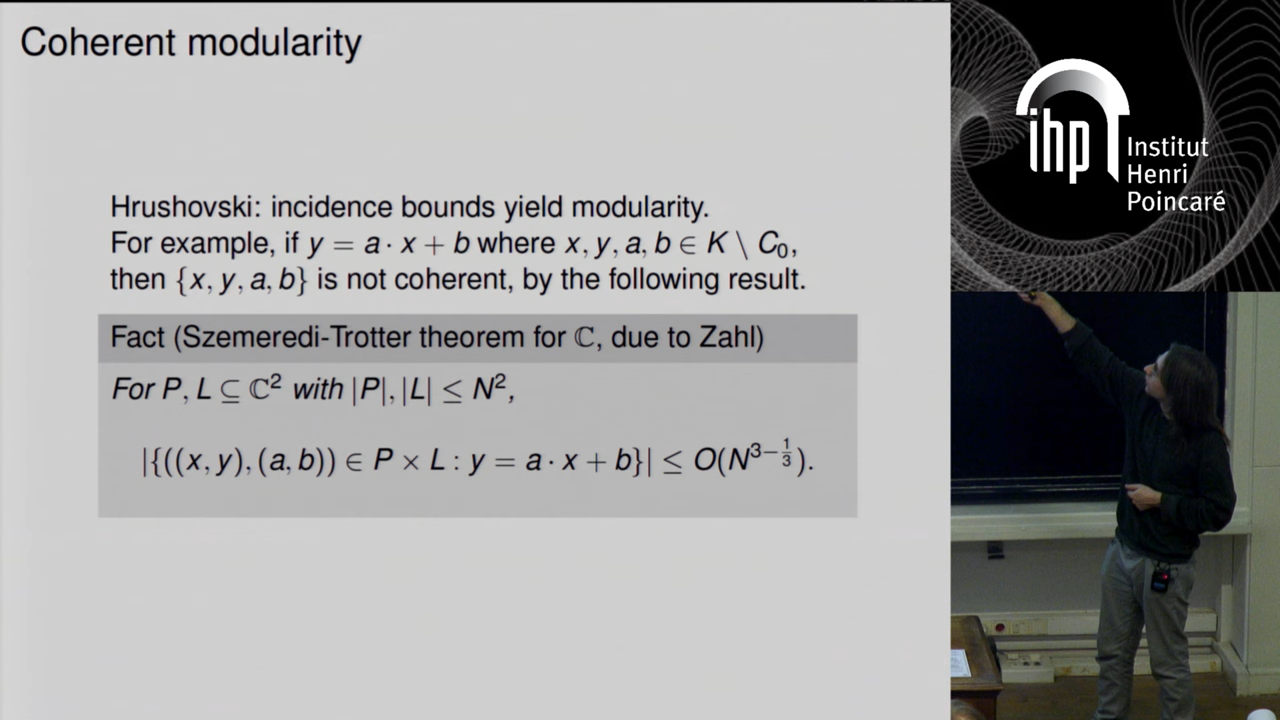 Coherent modularity
Hrushovski: incidence bounds yield modularity.
For example, if y = a · x + b where x, y, a, b ∈ K \ C₀,
then {x, y, a, b} is not coherent, by the following result.
Fact (Szemeredi-Trotter theorem for ℂ, due to Zahl)
For P, L ⊆ ℂ² with |P|, |L| ≤ N²,
|{((x, y), (a, b)) ∈ P × L : y = a · x + b}| ≤ O(N^{3-1/3}).
ihp
Institut
Henri
Poincaré